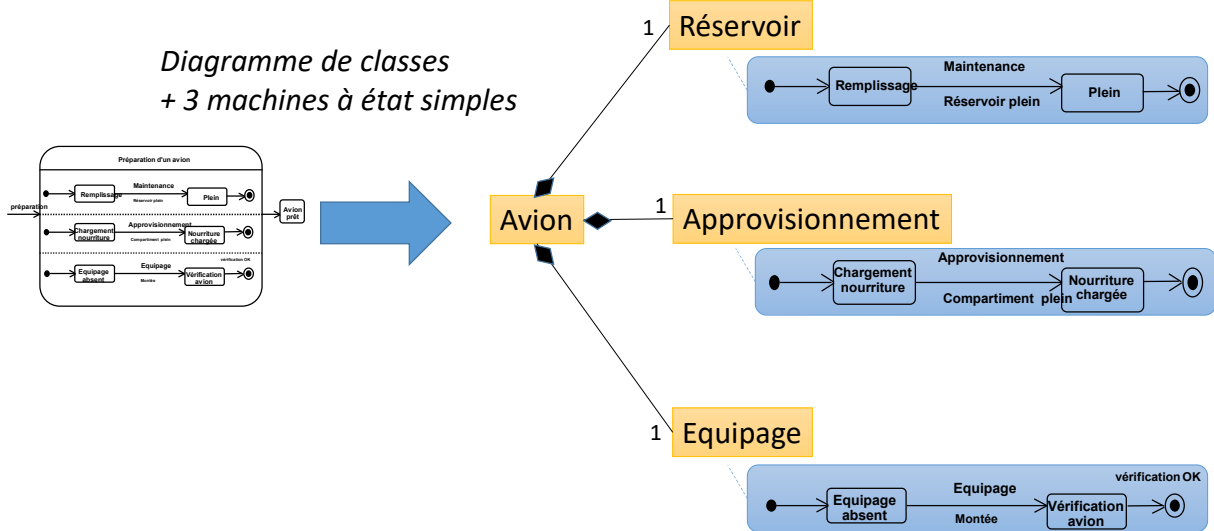 Diagramme de classes
+ 3 machines à état simples
Préparation d'un avion
préparation
Maintenance
Remplissage
Plein
Réservoir plein
Avion
prêt
Approvisionnement
Chargement
nourriture
Nourriture
chargée
Compartiment plein
vérification OK
Equipage
Equipage
absent
Vérification
avion
Montée
Avion
1
Réservoir
Maintenance
Remplissage
Plein
Réservoir plein
1
Approvisionnement
Approvisionnement
Chargement
nourriture
Nourriture
chargée
Compartiment plein
1
Equipage
vérification OK
Equipage
Equipage
absent
Vérification
avion
Montée